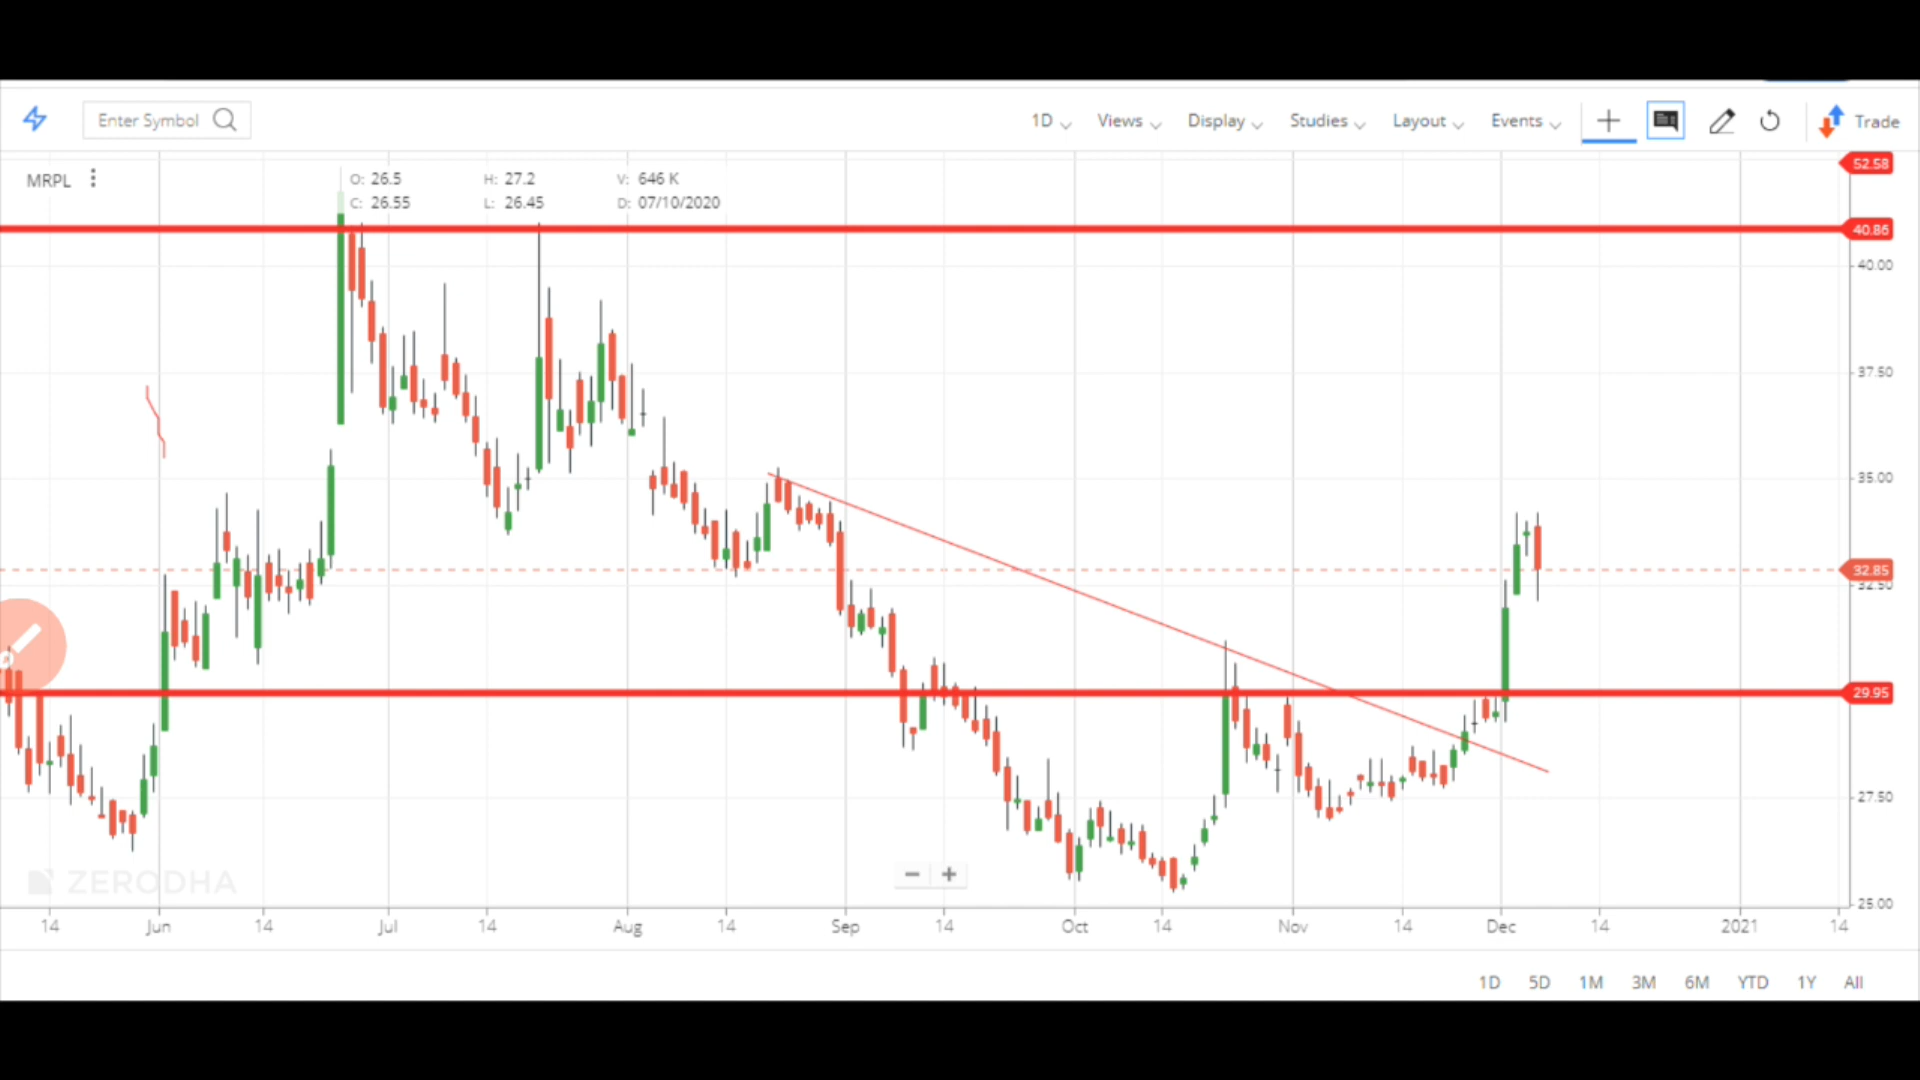 Enter Symbol
1D Views Display Studies Layout Events Trade
MRPL
O: 26.5 H: 27.2 V: 646 K
C: 26.55 L: 26.45 D: 07/10/2020
52.58
40.86
40.00
37.50
35.00
32.85
32.50
29.95
27.50
25.00
ZERODHA
14 Jun 14 Jul 14 Aug 14 Sep 14 Oct 14 Nov 14 Dec 14 2021 14
1D 5D 1M 3M 6M YTD 1Y All